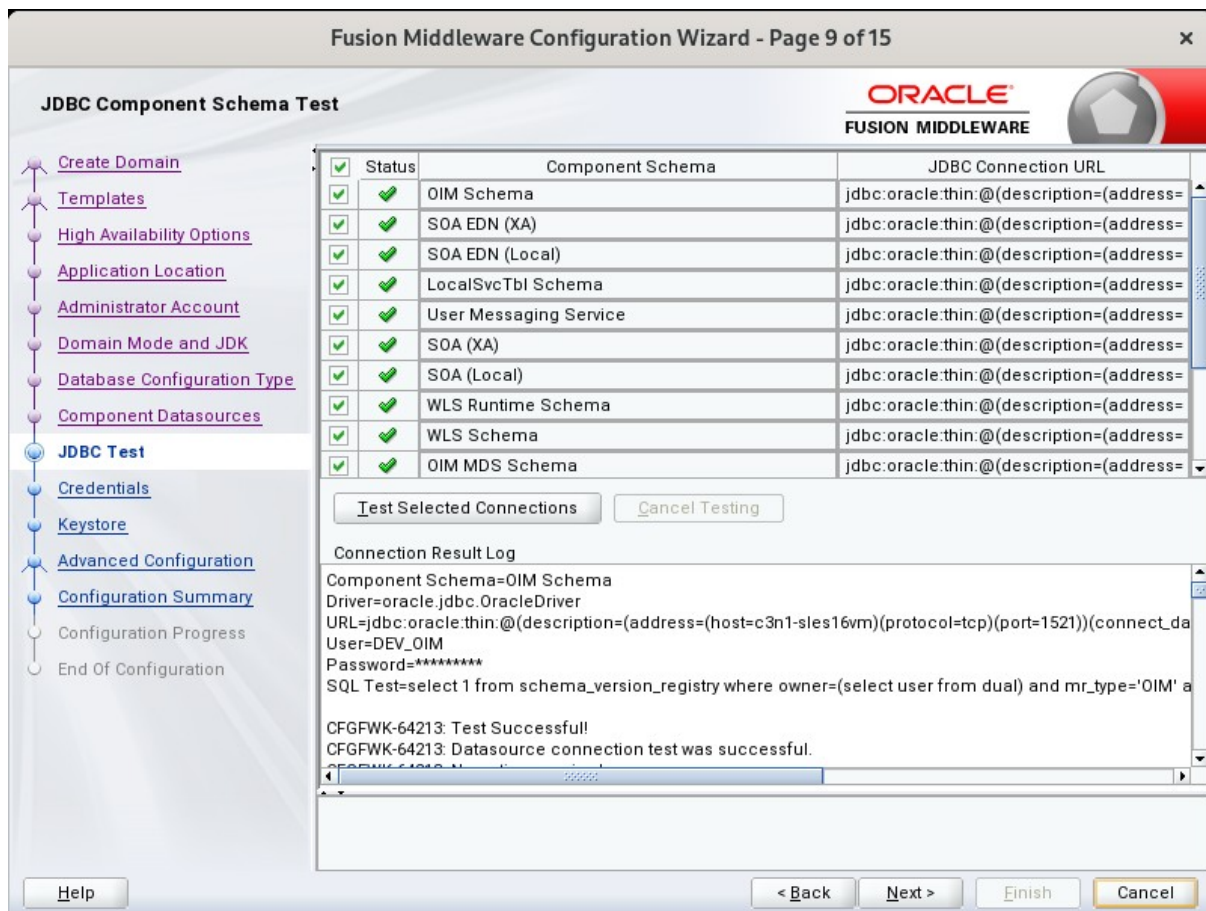 Fusion Middleware Configuration Wizard - Page 9 of 15
JDBC Component Schema Test
ORACLE
FUSION MIDDLEWARE
Create Domain
Templates
High Availability Options
Application Location
Administrator Account
Domain Mode and JDK
Database Configuration Type
Component Datasources
JDBC Test
Credentials
Keystore
Advanced Configuration
Configuration Summary
Configuration Progress
End Of Configuration
Status Component Schema JDBC Connection URL
OIM Schema jdbc:oracle:thin:@(description=(address=
SOA EDN (XA) jdbc:oracle:thin:@(description=(address=
SOA EDN (Local) jdbc:oracle:thin:@(description=(address=
LocalSvcTbl Schema jdbc:oracle:thin:@(description=(address=
User Messaging Service jdbc:oracle:thin:@(description=(address=
SOA (XA) jdbc:oracle:thin:@(description=(address=
SOA (Local) jdbc:oracle:thin:@(description=(address=
WLS Runtime Schema jdbc:oracle:thin:@(description=(address=
WLS Schema jdbc:oracle:thin:@(description=(address=
OIM MDS Schema jdbc:oracle:thin:@(description=(address=
Test Selected Connections Cancel Testing
Connection Result Log
Component Schema=OIM Schema
Driver=oracle.jdbc.OracleDriver
URL=jdbc:oracle:thin:@(description=(address=(host=c3n1-sles16vm)(protocol=tcp)(port=1521))(connect_da
User=DEV_OIM
Password=*********
SQL Test=select 1 from schema_version_registry where owner=(select user from dual) and mr_type='OIM' a
CFGFWK-64213: Test Successful!
CFGFWK-64213: Datasource connection test was successful.
Help < Back Next > Finish Cancel